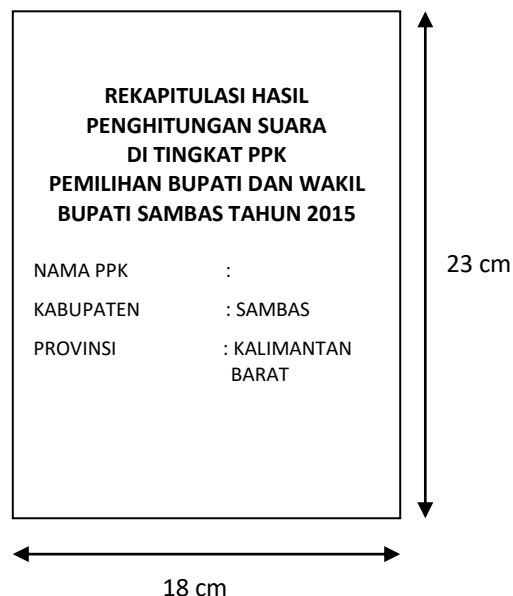 REKAPITULASI HASIL
PENGHITUNGAN SUARA
DI TINGKAT PPK
PEMILIHAN BUPATI DAN WAKIL
BUPATI SAMBAS TAHUN 2015
NAMA PPK :
KABUPATEN : SAMBAS
PROVINSI : KALIMANTAN
BARAT
23 cm
18 cm